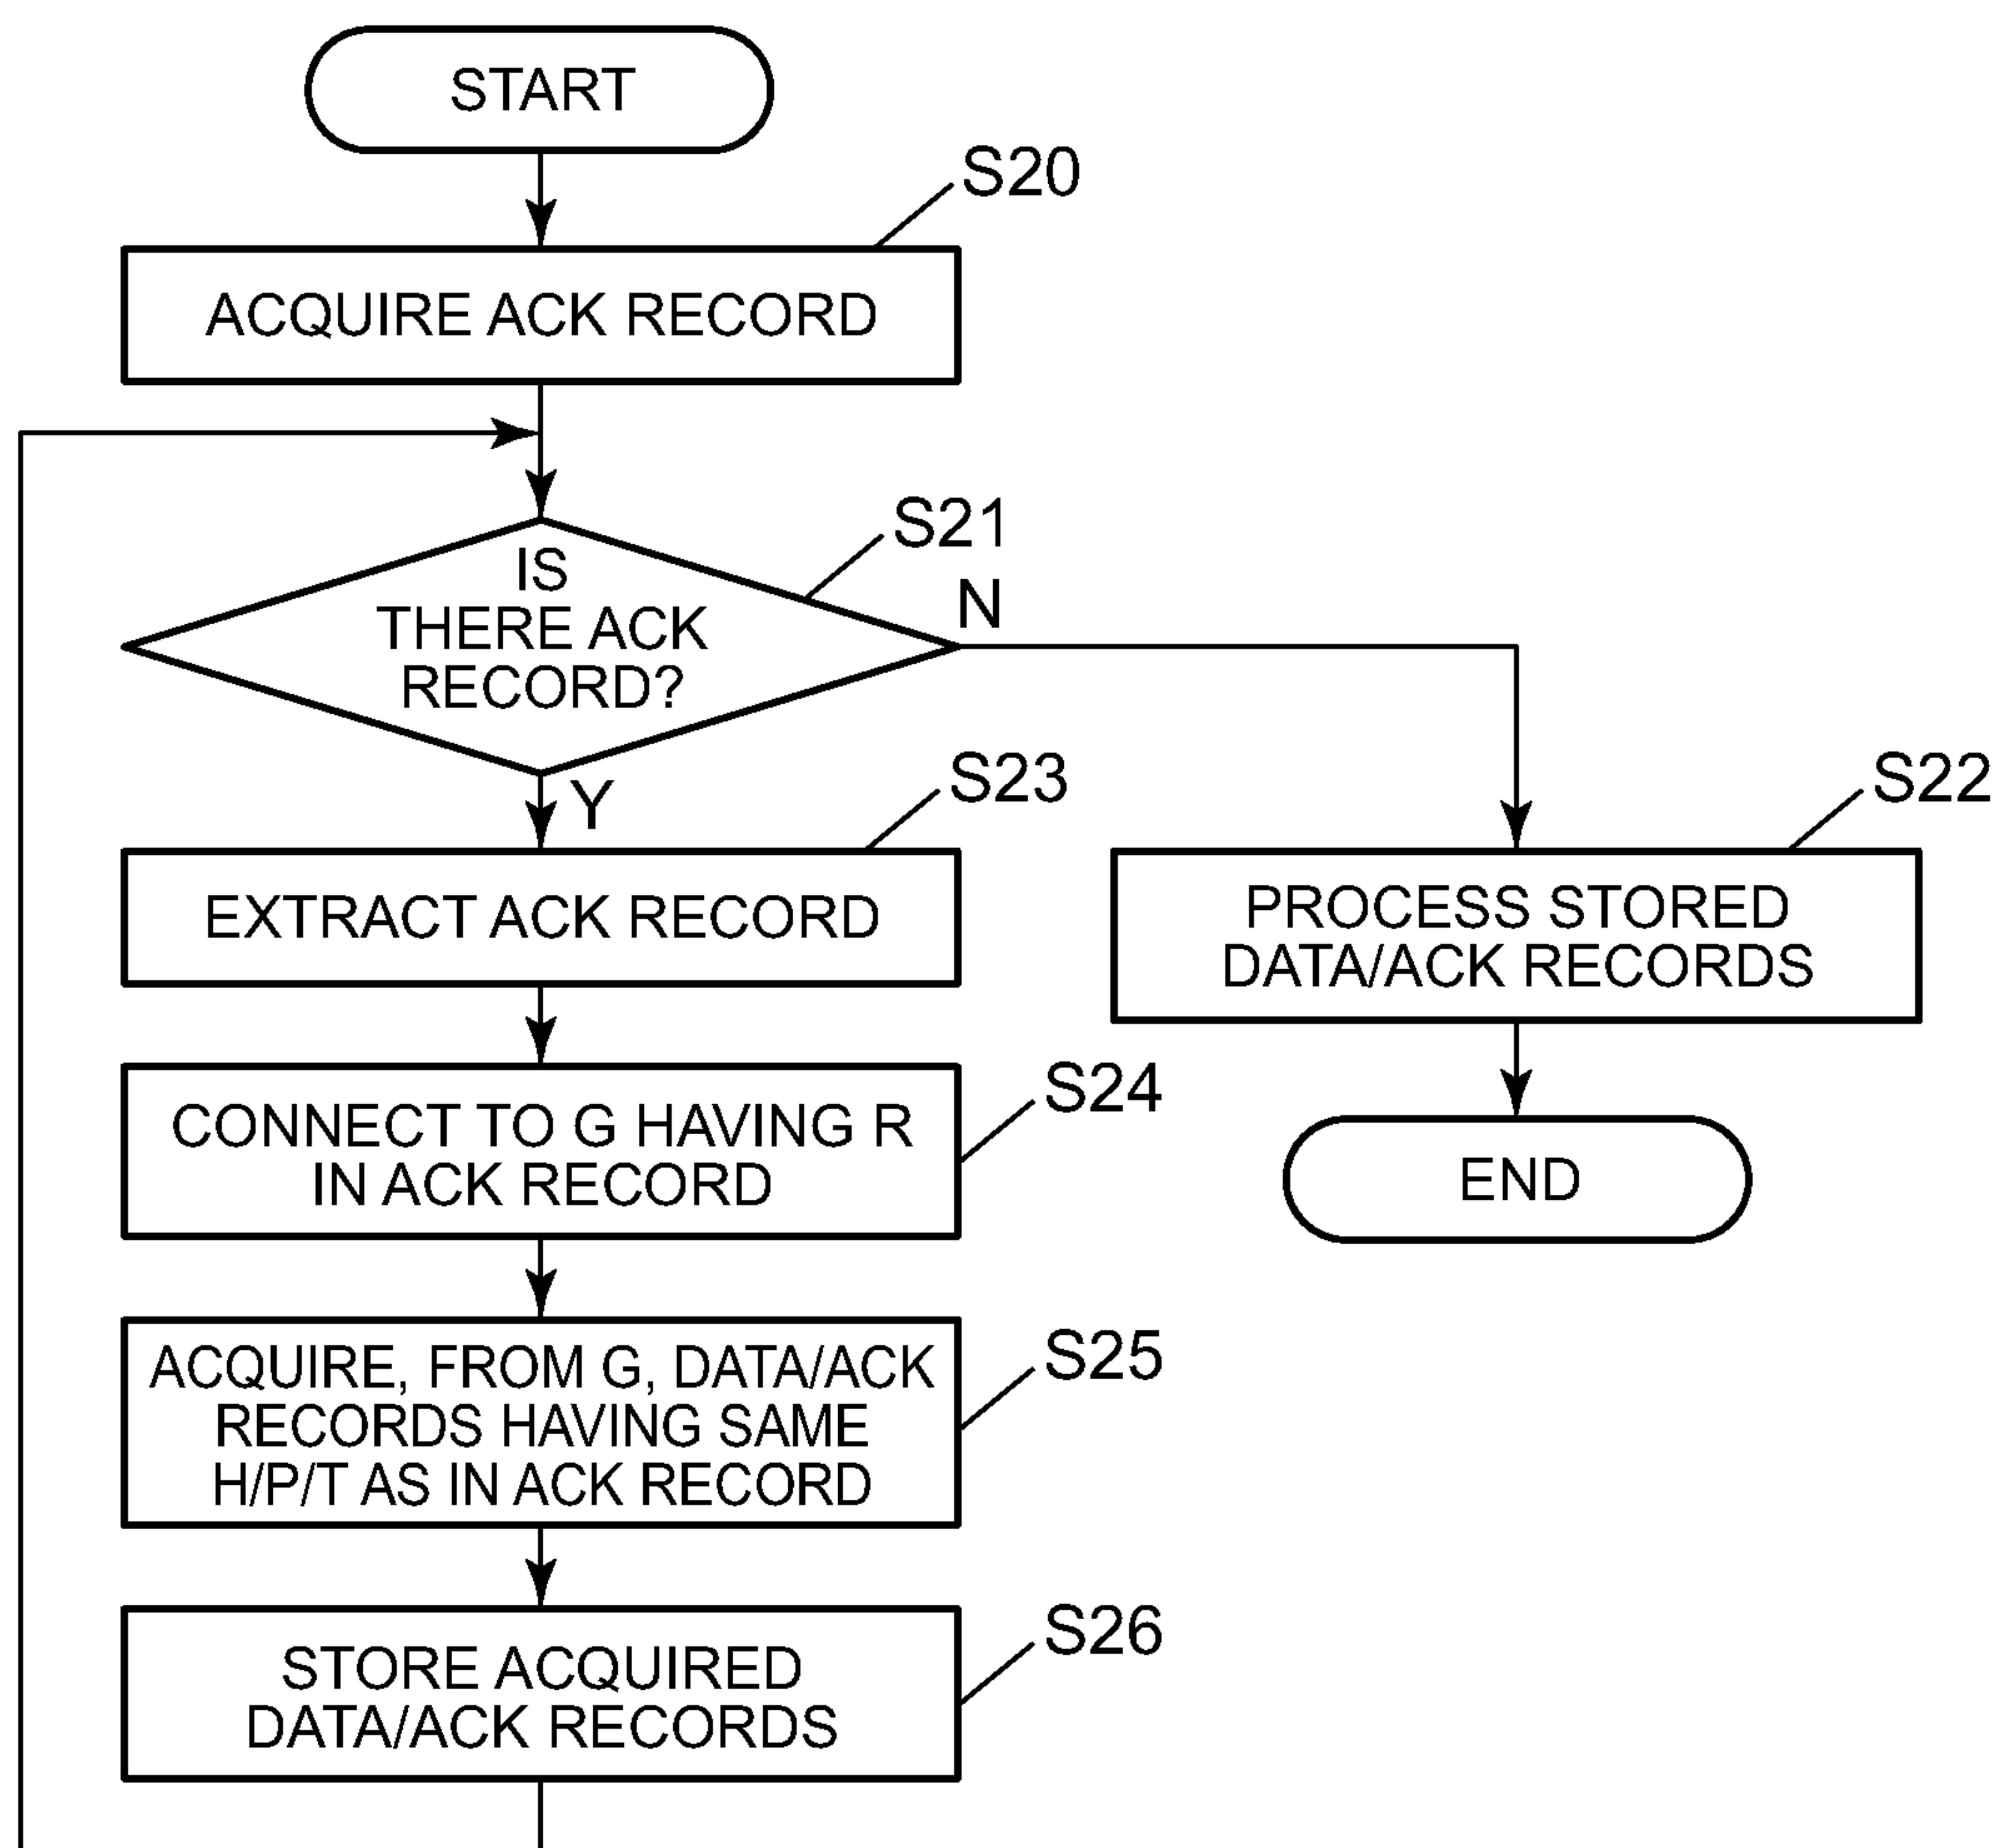 START
S20
ACQUIRE ACK RECORD
S21
IS
THERE ACK
RECORD?
N
Y
S23
EXTRACT ACK RECORD
S22
PROCESS STORED
DATA/ACK RECORDS
S24
CONNECT TO G HAVING R
IN ACK RECORD
END
S25
ACQUIRE, FROM G, DATA/ACK
RECORDS HAVING SAME
H/P/T AS IN ACK RECORD
S26
STORE ACQUIRED
DATA/ACK RECORDS